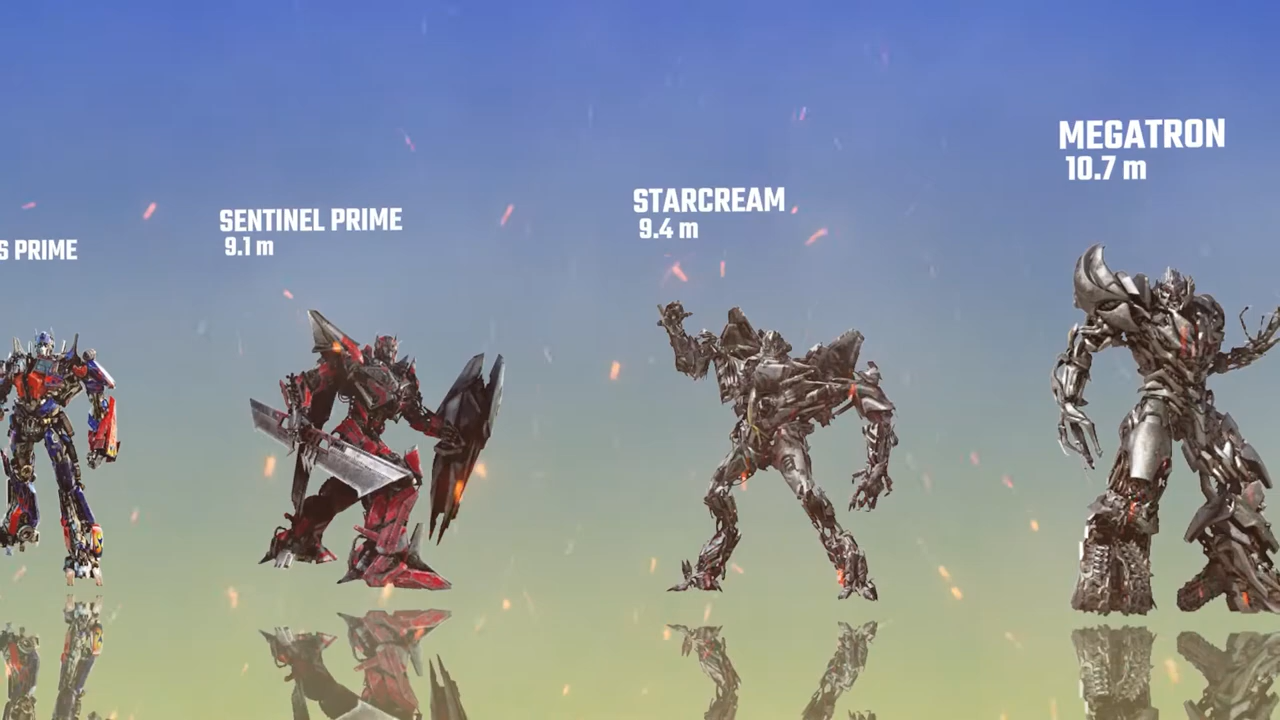 S PRIME
SENTINEL PRIME
9.1 m
STARCREAM
9.4 m
MEGATRON
10.7 m